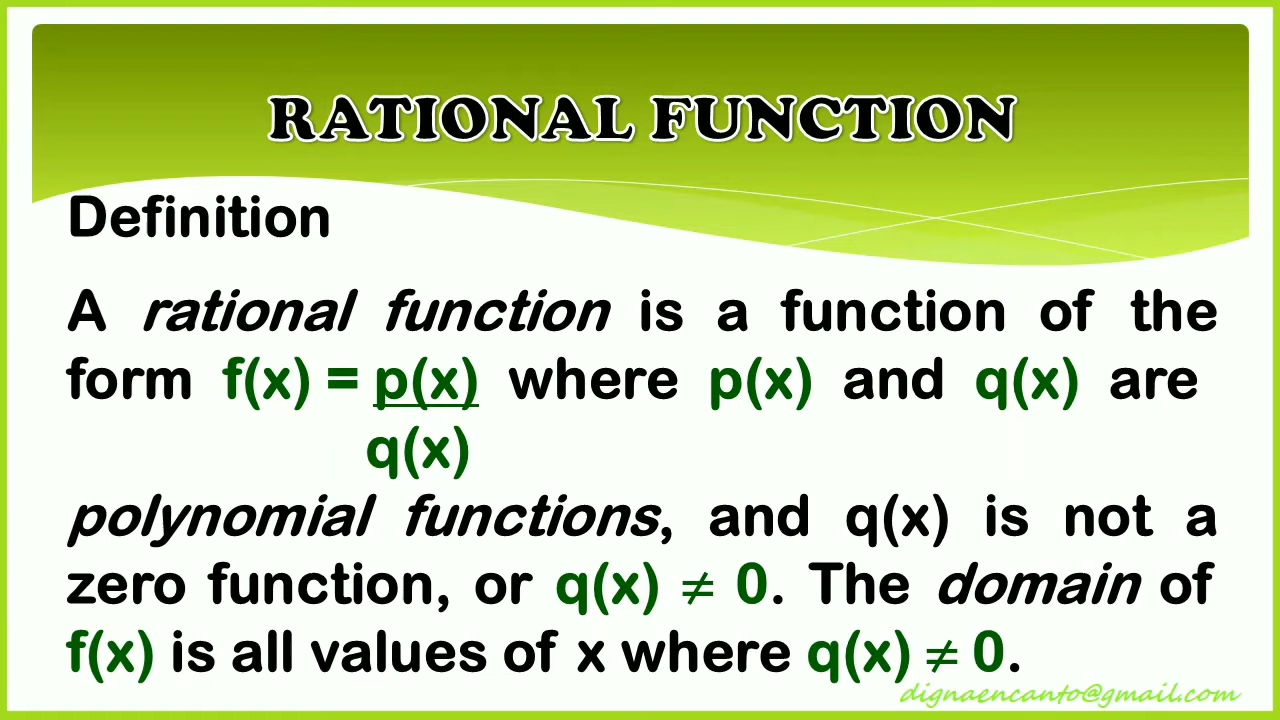 RATIONAL FUNCTION
Definition
A rational function is a function of the
form f(x) = p(x) where p(x) and q(x) are
q(x)
polynomial functions, and q(x) is not a
zero function, or q(x) ≠ 0. The domain of
f(x) is all values of x where q(x) ≠ 0.
dignaencanto@gmail.com